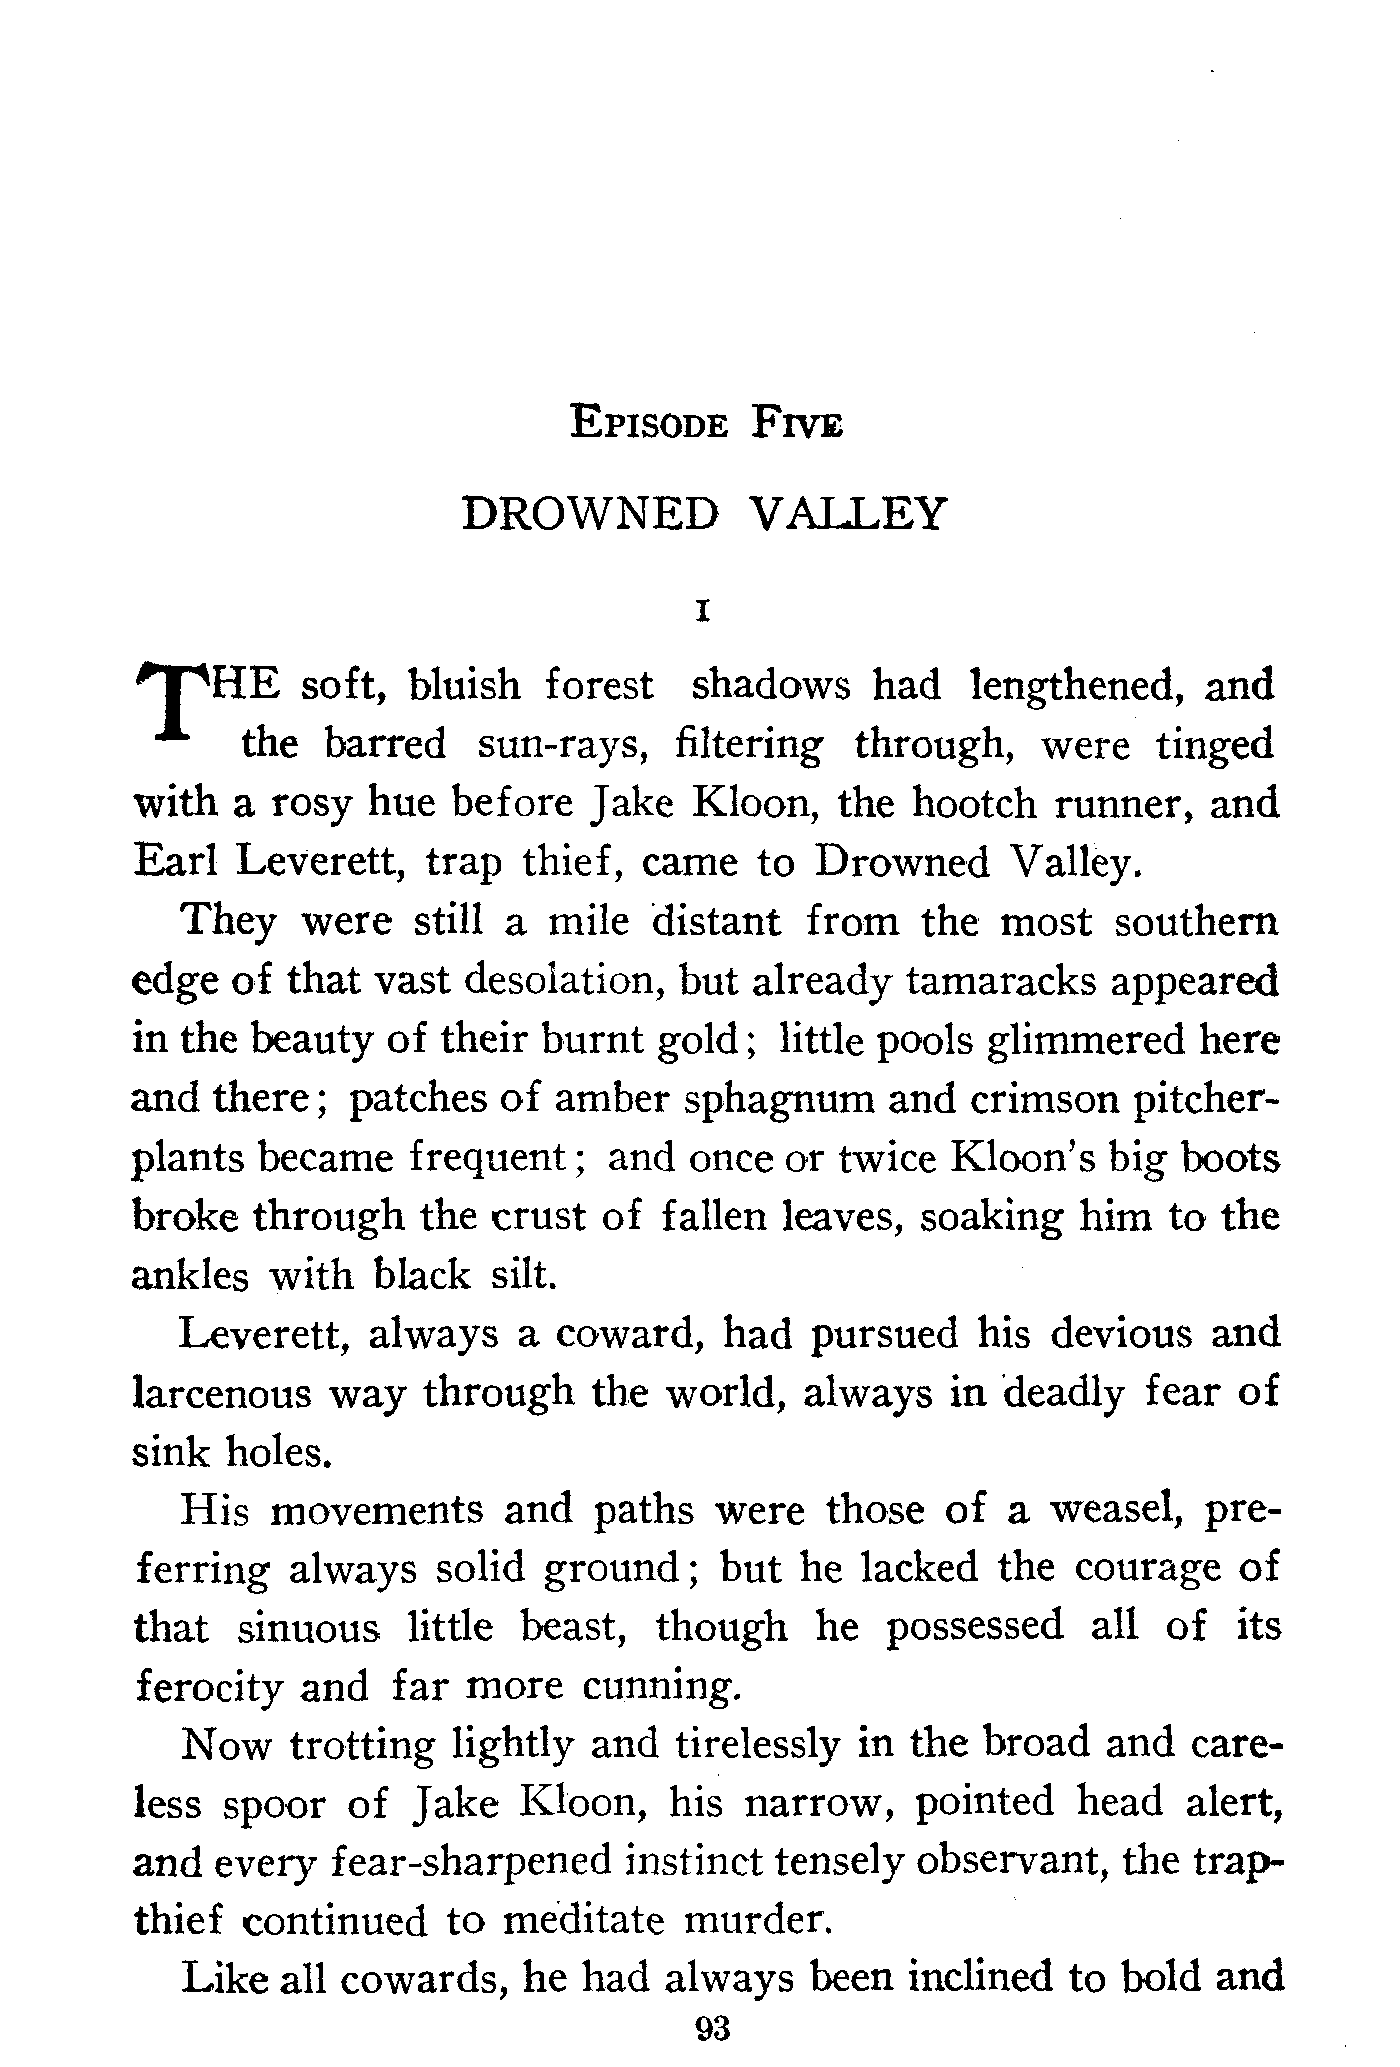 Episode Five
DROWNED VALLEY
I
THE soft, bluish forest shadows had lengthened, and
the barred sun-rays, filtering through, were tinged
with a rosy hue before Jake Kloon, the hootch runner, and
Earl Leverett, trap thief, came to Drowned Valley.
They were still a mile distant from the most southern
edge of that vast desolation, but already tamaracks appeared
in the beauty of their burnt gold; little pools glimmered here
and there; patches of amber sphagnum and crimson pitcher-
plants became frequent; and once or twice Kloon's big boots
broke through the crust of fallen leaves, soaking him to the
ankles with black silt.
Leverett, always a coward, had pursued his devious and
larcenous way through the world, always in deadly fear of
sink holes.
His movements and paths were those of a weasel, pre-
ferring always solid ground; but he lacked the courage of
that sinuous little beast, though he possessed all of its
ferocity and far more cunning.
Now trotting lightly and tirelessly in the broad and care-
less spoor of Jake Kloon, his narrow, pointed head alert,
and every fear-sharpened instinct tensely observant, the trap-
thief continued to meditate murder.
Like all cowards, he had always been inclined to bold and
93